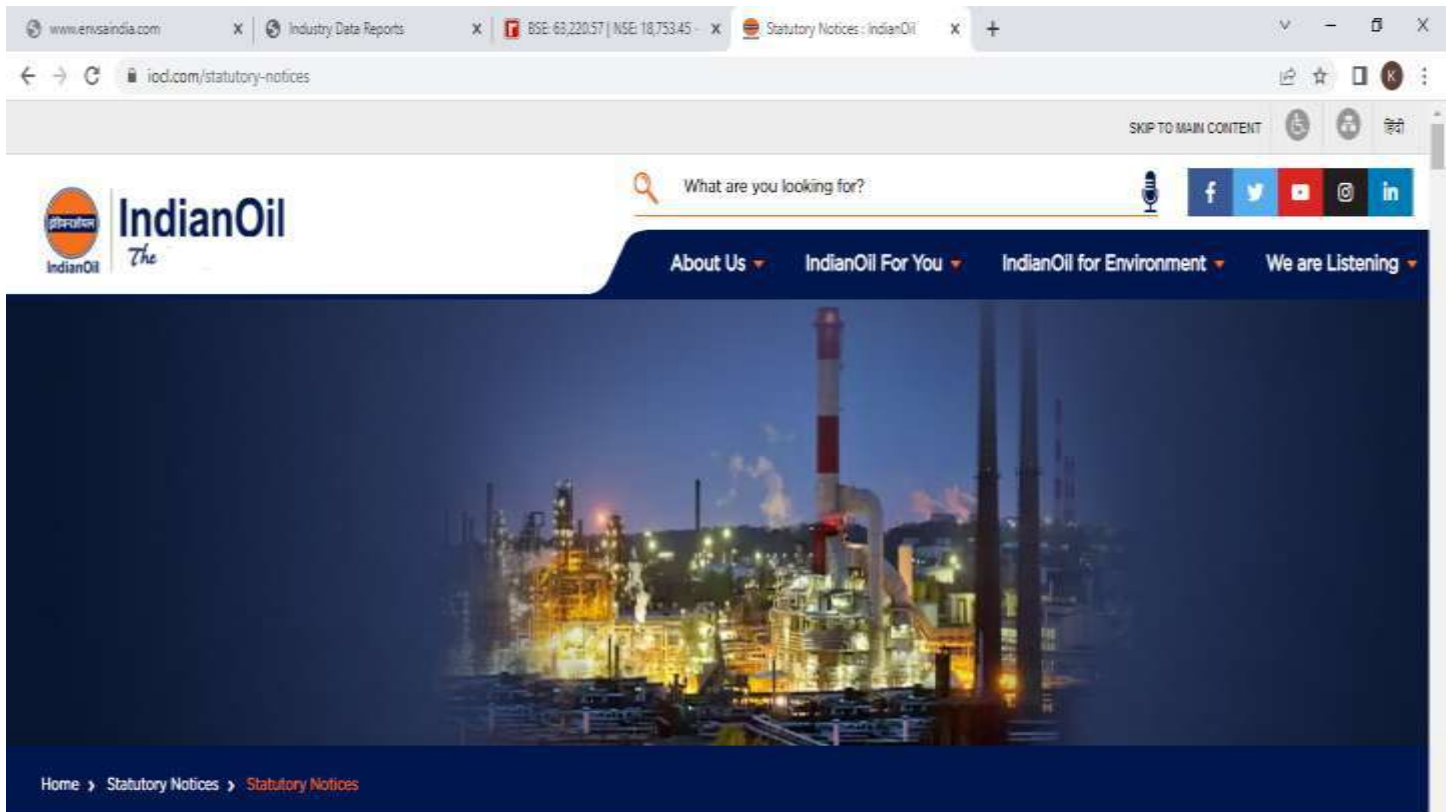 www.envsaindia.com
Industry Data Reports
BSE: 63,220.57 | NSE: 18,753.45 -
Statutory Notices : IndianOil
iocl.com/statutory-notices
SKIP TO MAIN CONTENT
हिंदी
What are you looking for?
इंडियनऑयल
IndianOil
IndianOil
The
About Us
IndianOil For You
IndianOil for Environment
We are Listening
Home > Statutory Notices > Statutory Notices